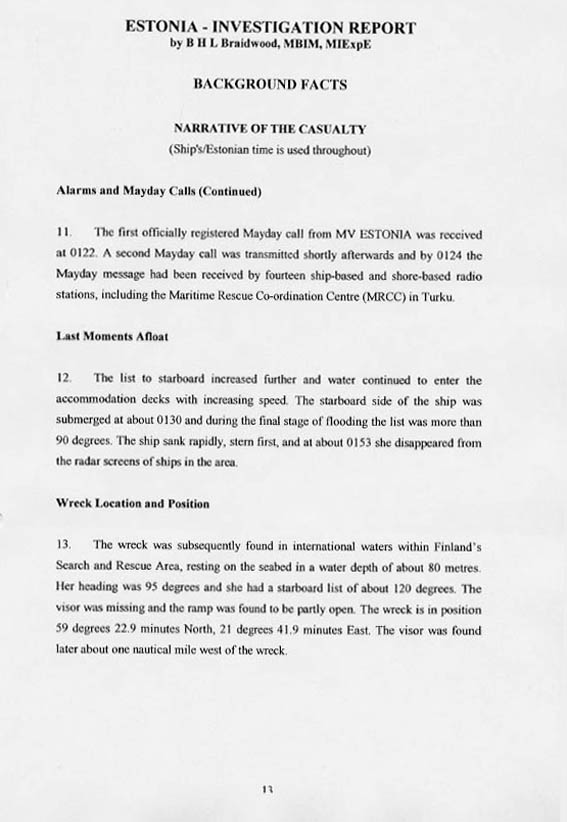 ESTONIA - INVESTIGATION REPORT
by B H L Braidwood, MBIM, MIExpE
BACKGROUND FACTS
NARRATIVE OF THE CASUALTY
(Ship's/Estonian time is used throughout)
Alarms and Mayday Calls (Continued)
11. The first officially registered Mayday call from MV ESTONIA was received
at 0122. A second Mayday call was transmitted shortly afterwards and by 0124 the
Mayday message had been received by fourteen ship-based and shore-based radio
stations, including the Maritime Rescue Co-ordination Centre (MRCC) in Turku.
Last Moments Afloat
12. The list to starboard increased further and water continued to enter the
accommodation decks with increasing speed. The starboard side of the ship was
submerged at about 0130 and during the final stage of flooding the list was more than
90 degrees. The ship sank rapidly, stern first, and at about 0153 she disappeared from
the radar screens of ships in the area.
Wreck Location and Position
13. The wreck was subsequently found in international waters within Finland's
Search and Rescue Area, resting on the seabed in a water depth of about 80 metres.
Her heading was 95 degrees and she had a starboard list of about 120 degrees. The
visor was missing and the ramp was found to be partly open. The wreck is in position
59 degrees 22.9 minutes North, 21 degrees 41.9 minutes East. The visor was found
later about one nautical mile west of the wreck.
13